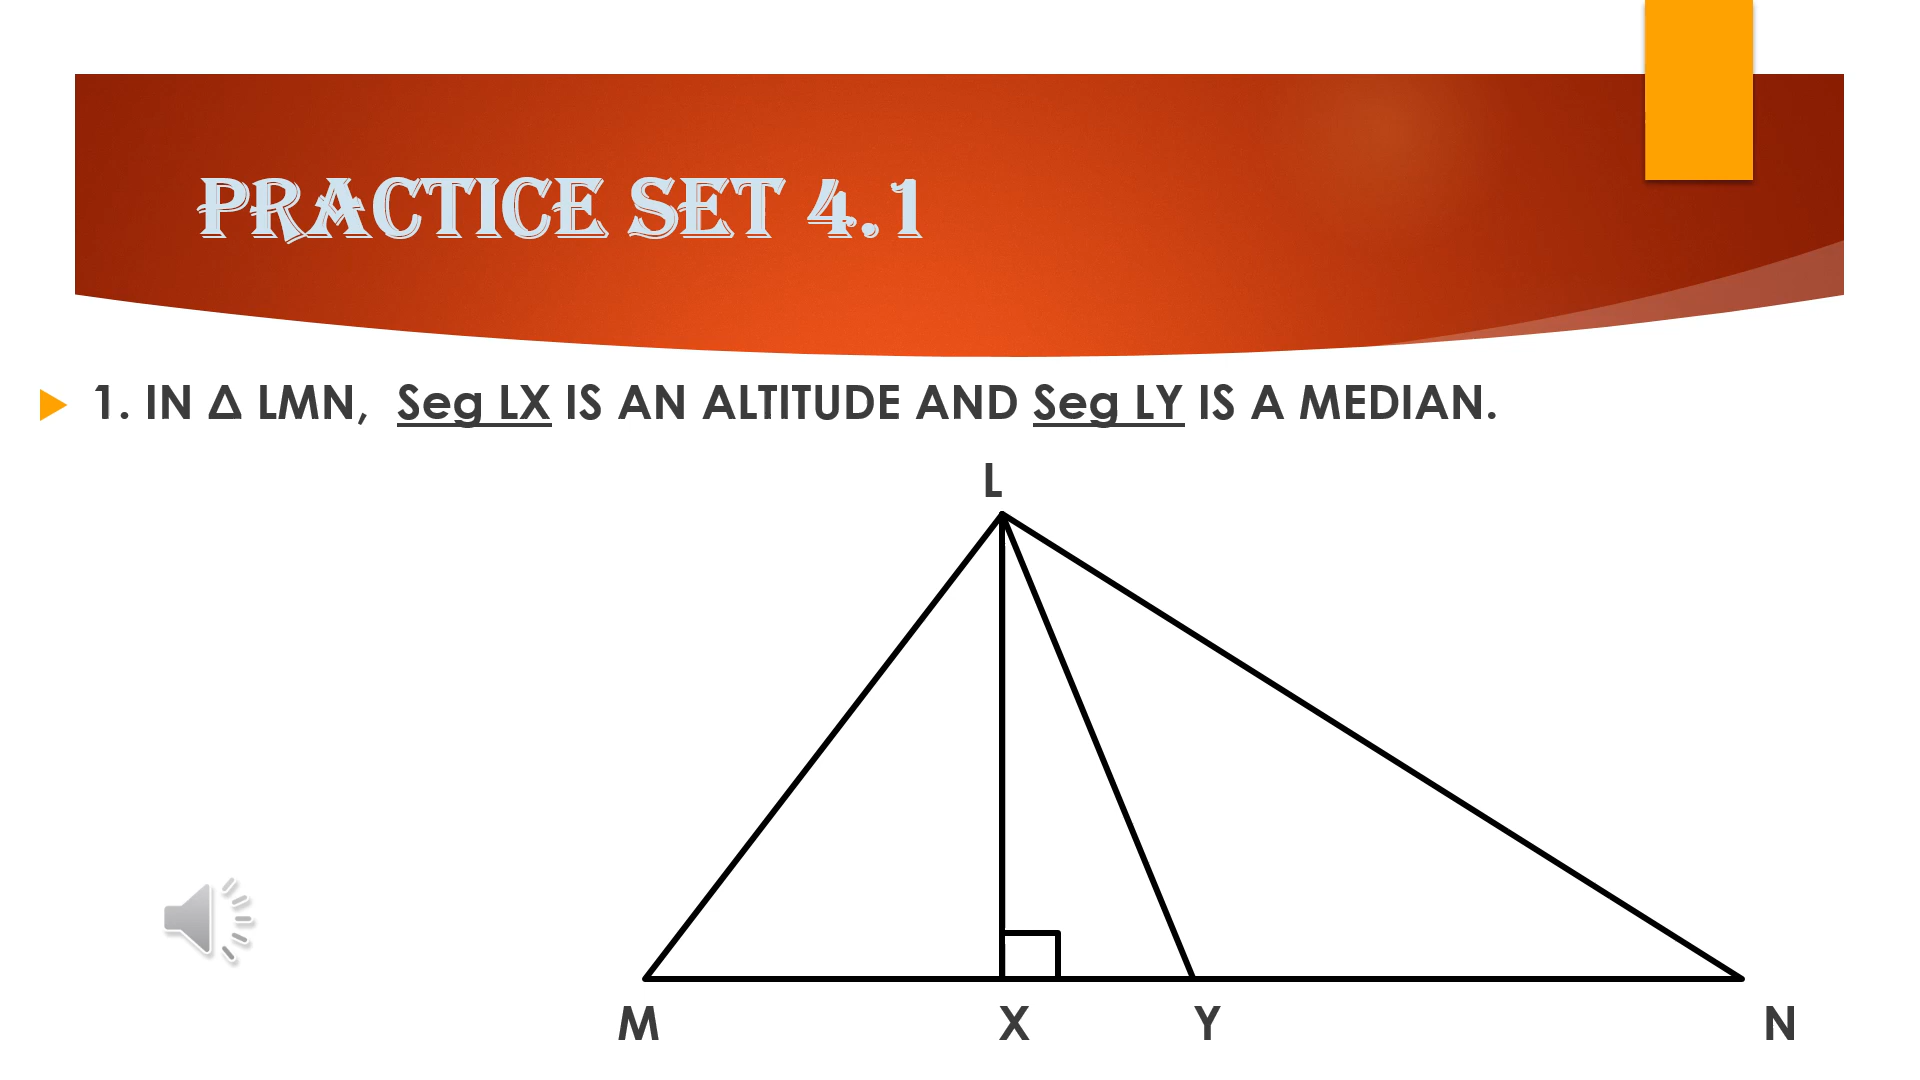 PRACTICE SET 4.1
1. IN Δ LMN, Seg LX IS AN ALTITUDE AND Seg LY IS A MEDIAN.
L
M X Y N